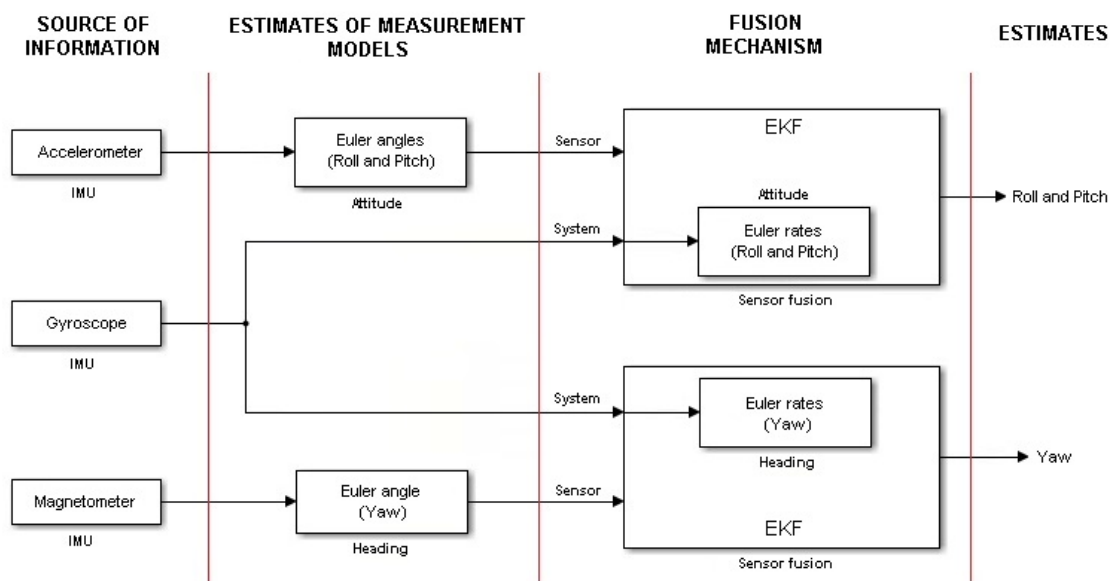 SOURCE OF
INFORMATION
ESTIMATES OF MEASUREMENT
MODELS
FUSION
MECHANISM
ESTIMATES
Accelerometer
IMU
Euler angles
(Roll and Pitch)
Attitude
Sensor
EKF
Attitude
Euler rates
(Roll and Pitch)
System
Sensor fusion
Roll and Pitch
Gyroscope
IMU
System
Euler rates
(Yaw)
Heading
Yaw
Magnetometer
IMU
Euler angle
(Yaw)
Heading
Sensor
EKF
Sensor fusion